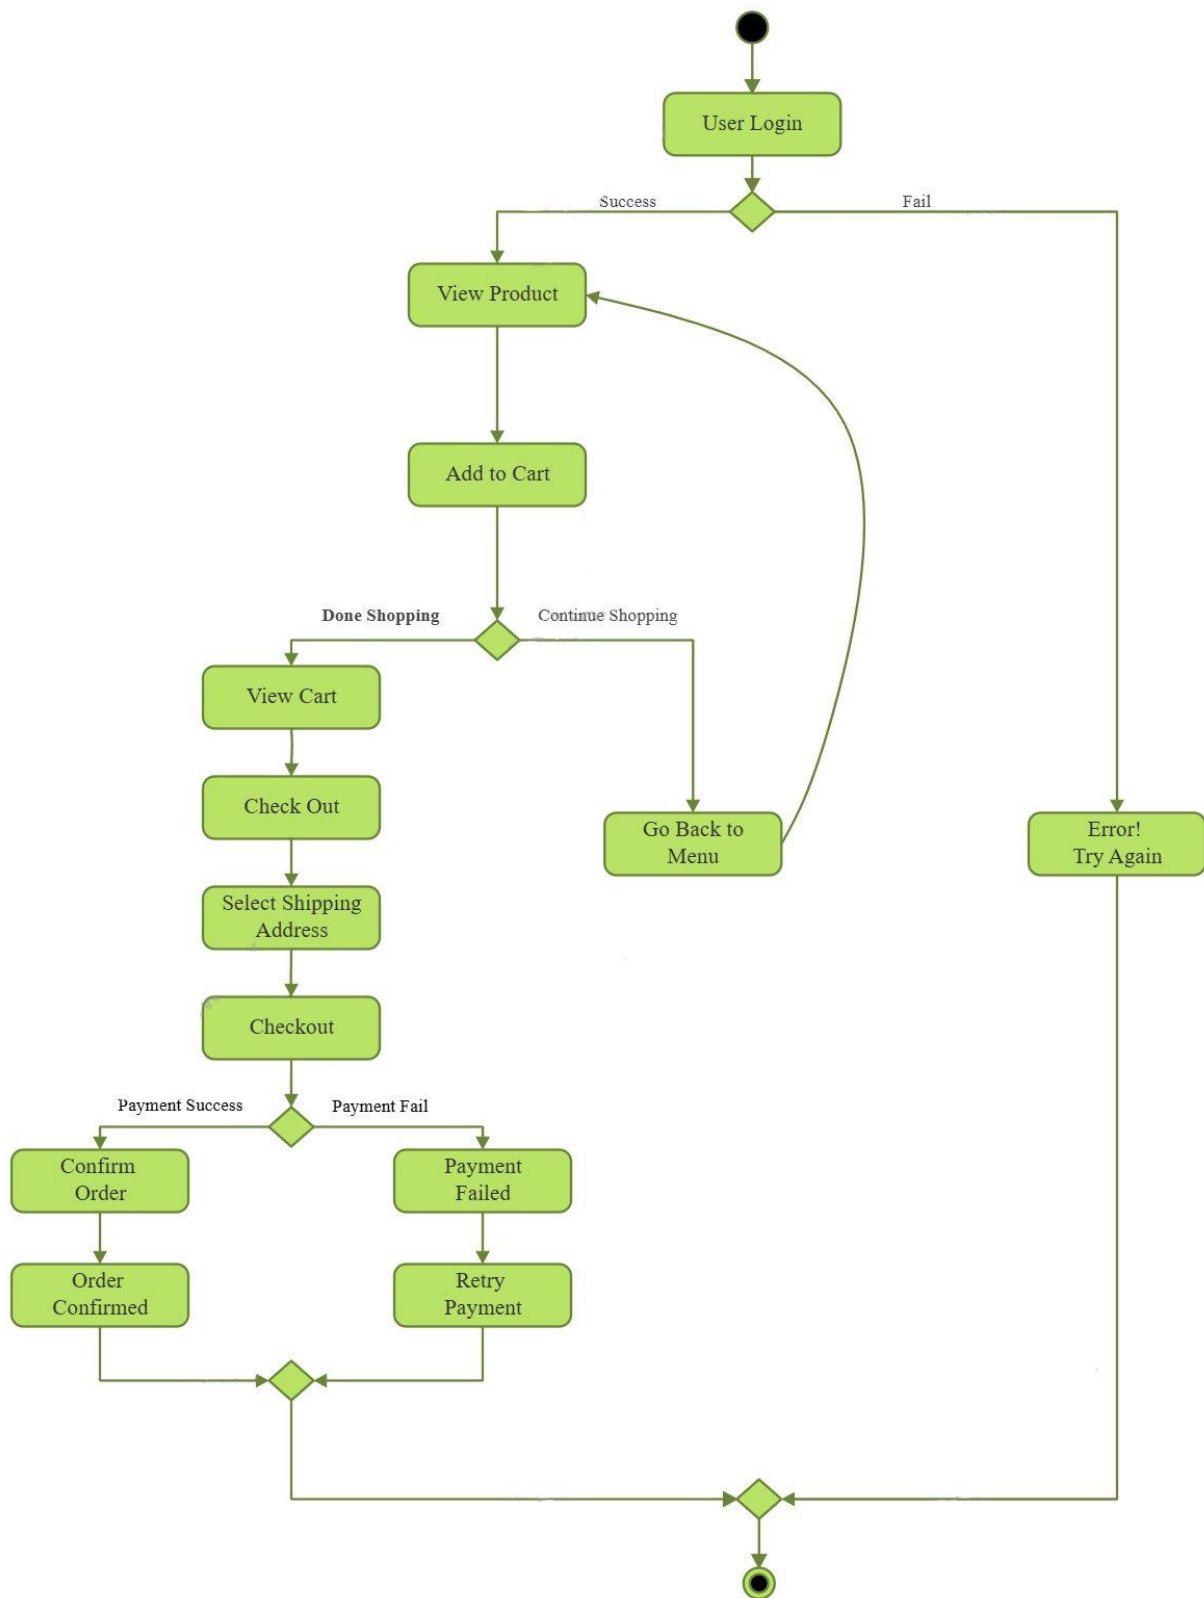 User Login
Success
Fail
View Product
Add to Cart
Done Shopping
Continue Shopping
View Cart
Check Out
Go Back to
Menu
Error!
Try Again
Select Shipping
Address
Checkout
Payment Success
Payment Fail
Confirm
Order
Payment
Failed
Order
Confirmed
Retry
Payment